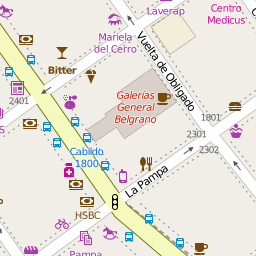 Centro
Medicus
Laverap
Mariela
del Cerro
Vuelta de Obligado
Bitter
Galerías
General
Belgrano
2401
1801
2301
2302
Cabildo
1800
La Pampa
HSBC
Pampa